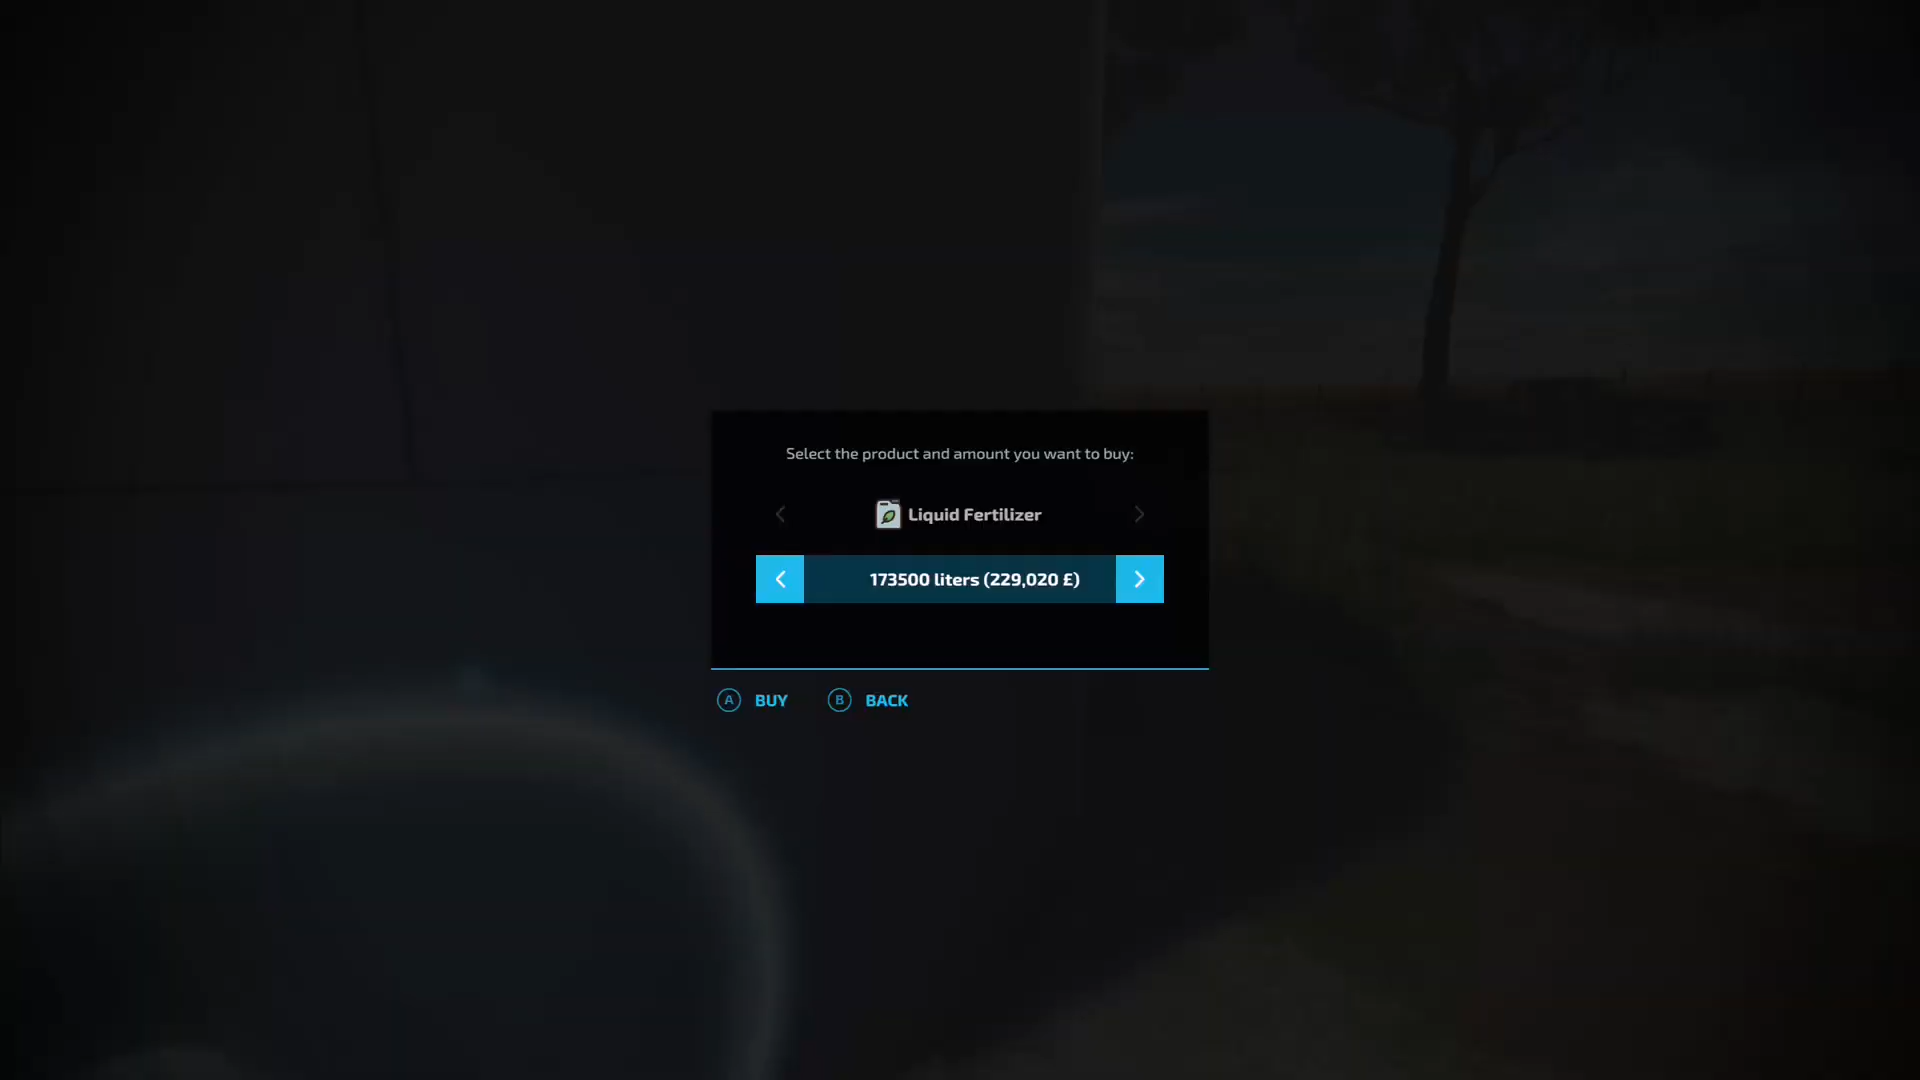 Select the product and amount you want to buy:
Liquid Fertilizer
173500 liters (229,020 £)
A BUY B BACK